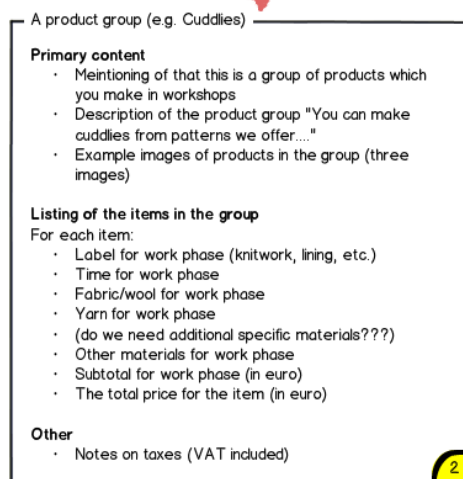 A product group (e.g. Cuddlies)
Primary content
· Meintioning of that this is a group of products which
you make in workshops
· Description of the product group "You can make
cuddlies from patterns we offer...."
· Example images of products in the group (three
images)
Listing of the items in the group
For each item:
· Label for work phase (knitwork, lining, etc.)
· Time for work phase
· Fabric/wool for work phase
· Yarn for work phase
· (do we need additional specific materials???)
· Other materials for work phase
· Subtotal for work phase (in euro)
· The total price for the item (in euro)
Other
· Notes on taxes (VAT included)
2